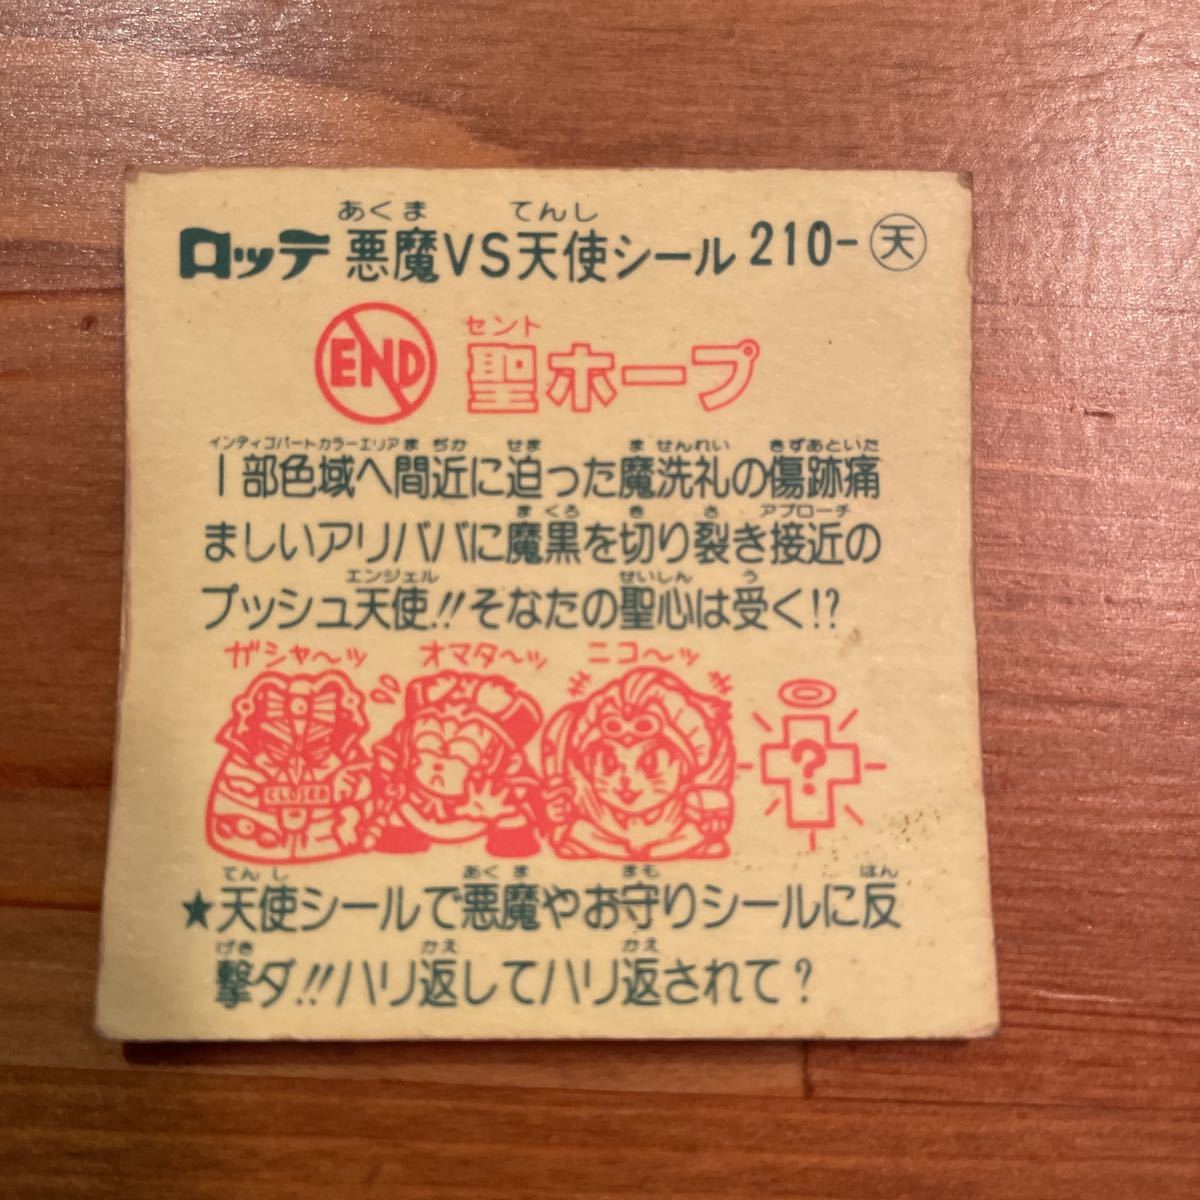 あくま てんし
ロッテ 悪魔VS天使シール 210-天
セント
END 聖ホープ
インディゴパートカラーエリア まぢか せま ま せんれい きずあといた
I部色域へ間近に迫った魔洗礼の傷跡痛
まくろ き さ アプローチ
ましいアリババに魔黒を切り裂き接近の
エンジェル せいしん う
プッシュ天使!!そなたの聖心は受く!?
ガシャ〜ッ オマタ〜ッ ニコ〜ッ
CLOSED ?
てんし あくま まも はん
★天使シールで悪魔やお守りシールに反
げき かえ かえ
撃ダ!!ハリ返してハリ返されて?